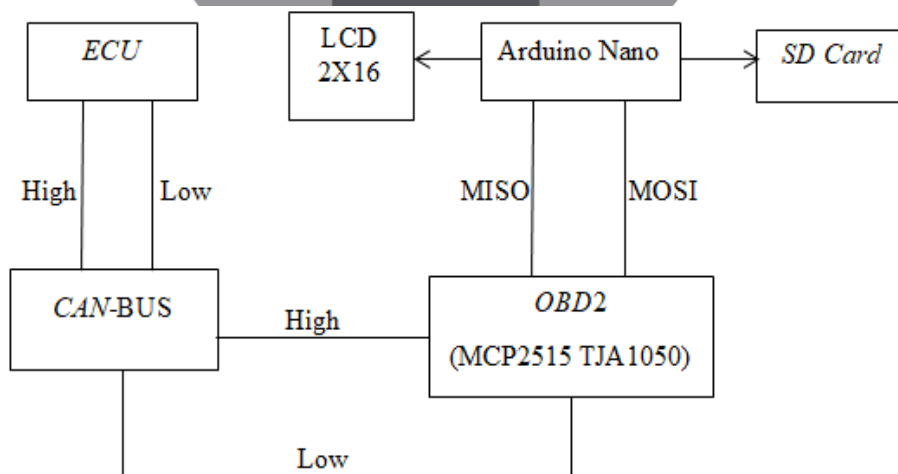 ECU
LCD
2X16
Arduino Nano
SD Card
High
Low
MISO
MOSI
CAN-BUS
High
OBD2
(MCP2515 TJA1050)
Low